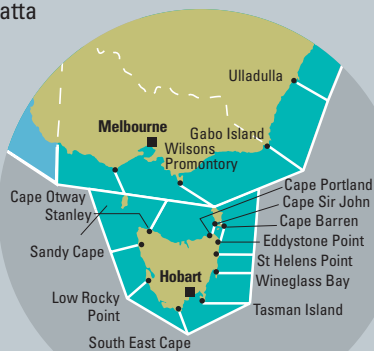 atta
Ulladulla
Melbourne
Gabo Island
Wilsons
Promontory
Cape Portland
Cape Sir John
Cape Otway
Cape Barren
Stanley
Eddystone Point
Sandy Cape
St Helens Point
Hobart
Wineglass Bay
Low Rocky
Point
Tasman Island
South East Cape